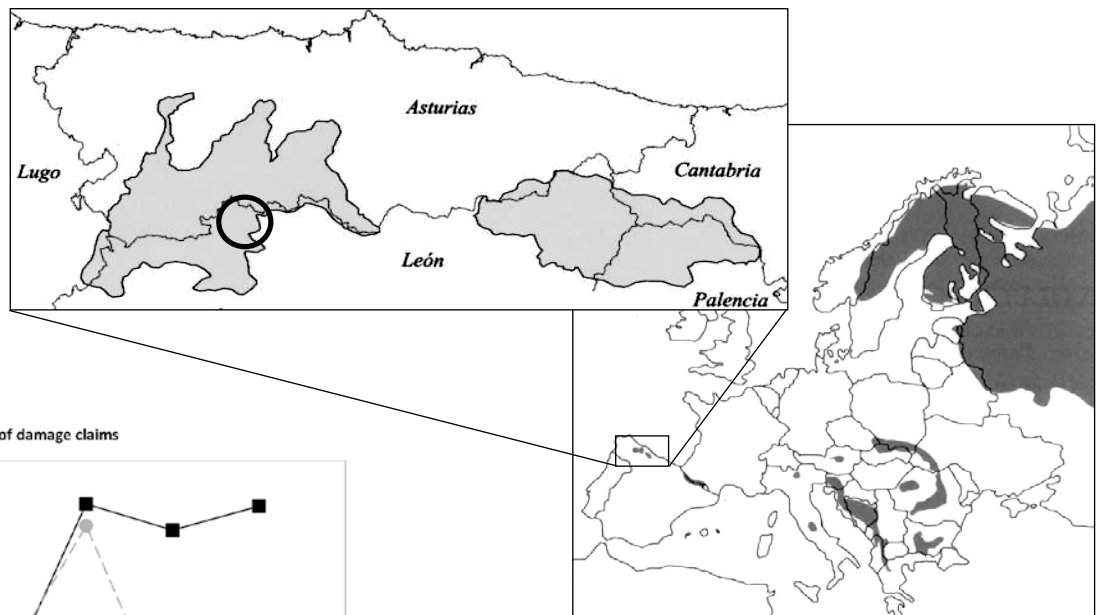 Asturias
Lugo
Cantabria
León
Palencia
of damage claims